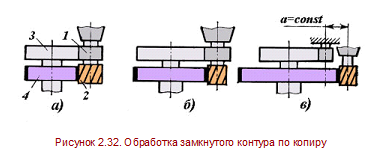 a=const
3
1
4
2
а)
б)
в)
Рисунок 2.32. Обработка замкнутого контура по копиру